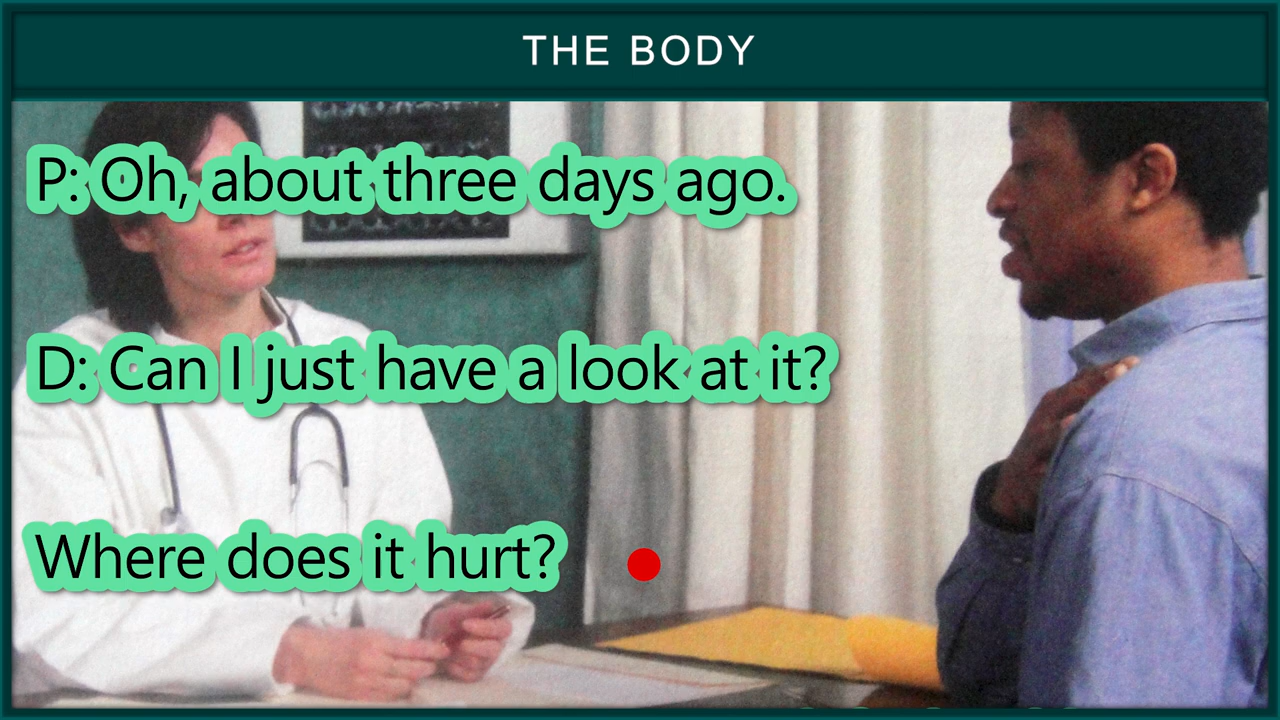 THE BODY
P: Oh, about three days ago.
D: Can I just have a look at it?
Where does it hurt?